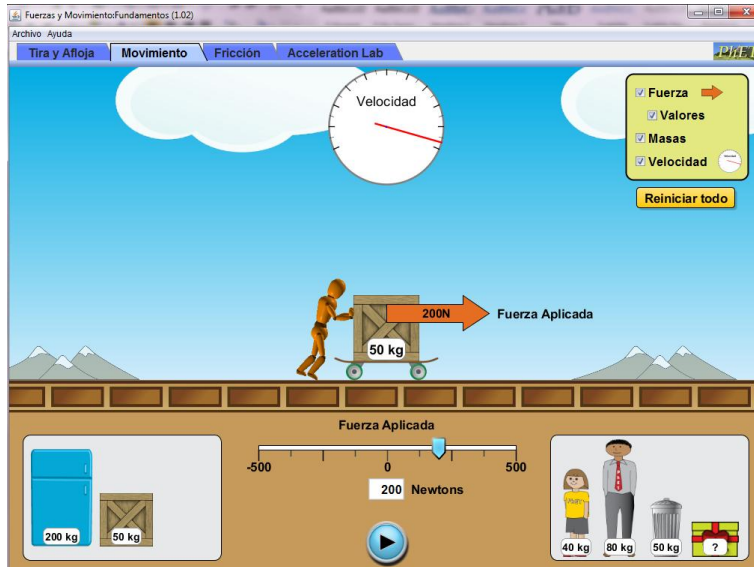 Fuerzas y Movimiento:Fundamentos (1.02)
Archivo Ayuda
Tira y Afloja
Movimiento
Fricción
Acceleration Lab
PhET
Velocidad
Fuerza
Valores
Masas
Velocidad
Reiniciar todo
200N
Fuerza Aplicada
50 kg
Fuerza Aplicada
-500 0 500
200 Newtons
200 kg
50 kg
40 kg
80 kg
50 kg
?